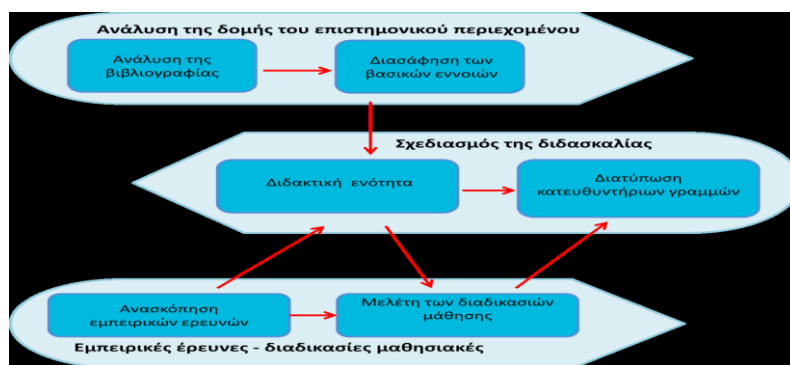 Ανάλυση της δομής του επιστημονικού περιεχομένου
Ανάλυση της
βιβλιογραφίας
Διασάφηση των
βασικών εννοιών
Σχεδιασμός της διδασκαλίας
Διδακτική ενότητα
Διατύπωση
κατευθυντήριων γραμμών
Ανασκόπηση
εμπειρικών ερευνών
Μελέτη των διαδικασιών
μάθησης
Εμπειρικές έρευνες - διαδικασίες μαθησιακές